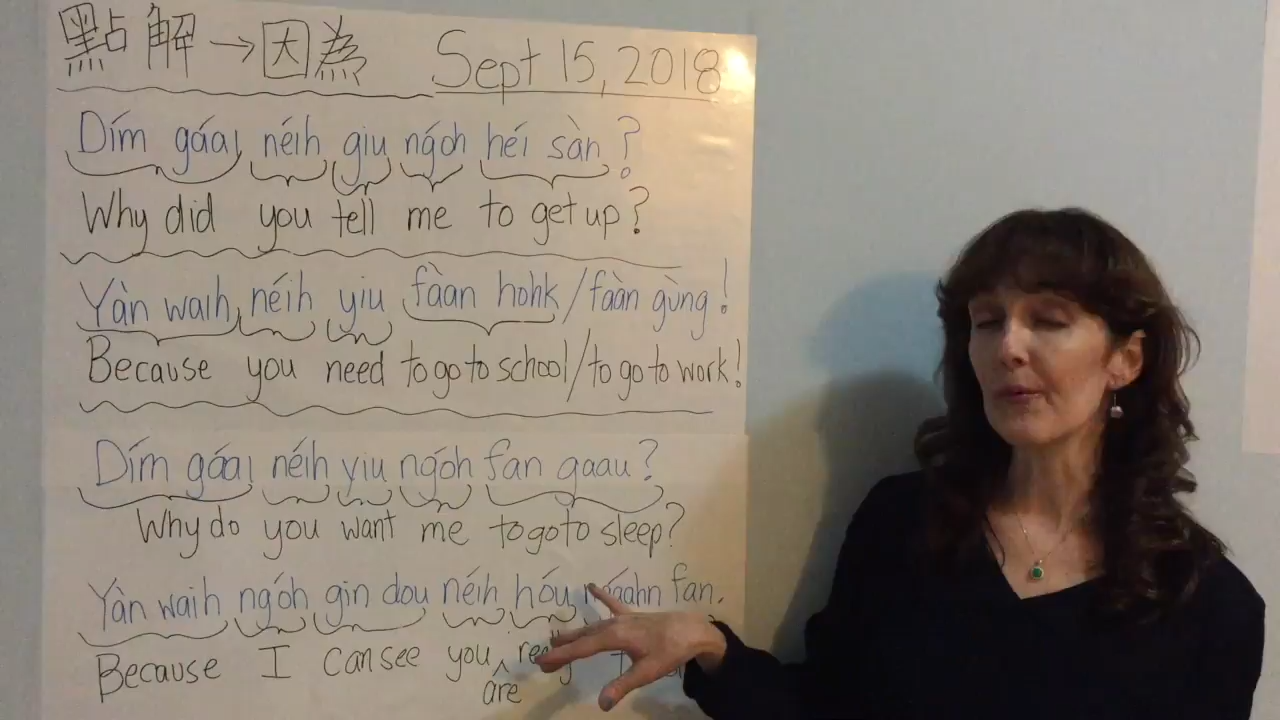 點解→因為 Sept 15, 2018
Dím gáai néih giu ngóh héi sàn?
Why did you tell me to get up?
Yàn waih néih yiu fàan hohk/faàn gùng!
Because you need to go to school/to go to work!
Dím gáai néih yiu ngóh fan gaau?
Why do you want me to go to sleep?
Yàn waih ngóh gin dou néih hóu fan.
Because I can see you are